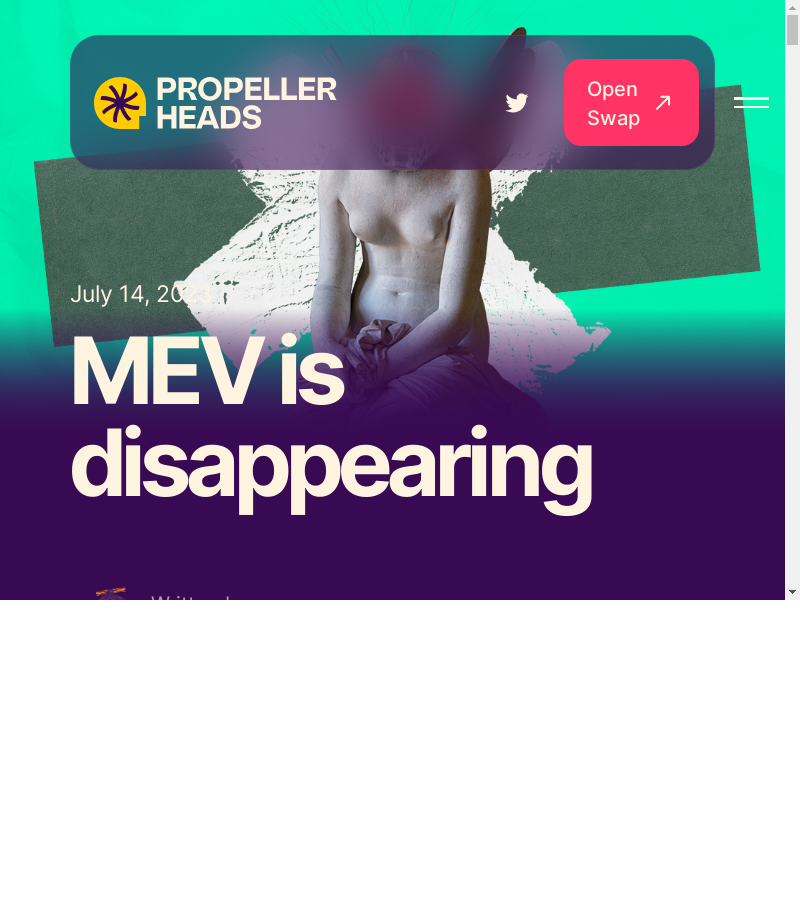 PROPELLER
HEADS
Open
Swap
July 14, 2023
MEV is
disappearing